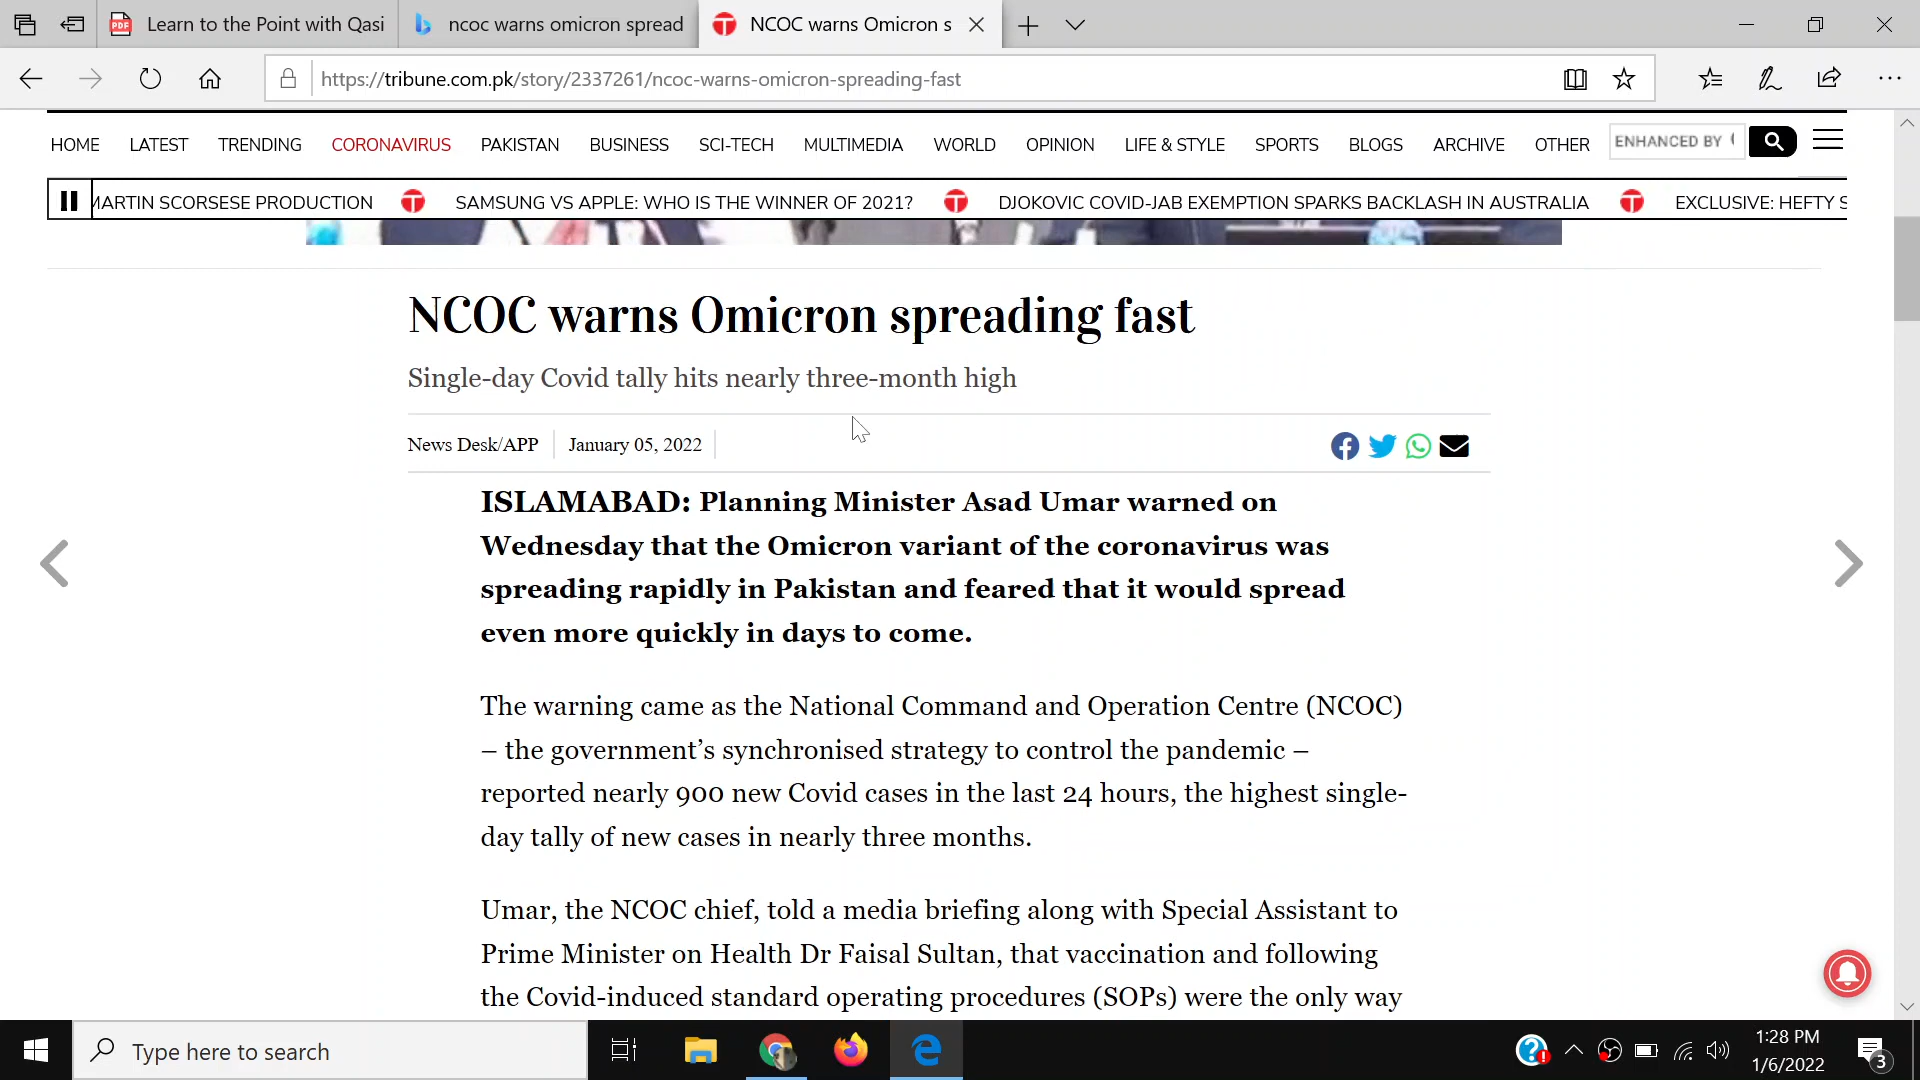 Learn to the Point with Qasi
ncoc warns omicron spread
NCOC warns Omicron s
https://tribune.com.pk/story/2337261/ncoc-warns-omicron-spreading-fast
HOME LATEST TRENDING CORONAVIRUS PAKISTAN BUSINESS SCI-TECH MULTIMEDIA WORLD OPINION LIFE & STYLE SPORTS BLOGS ARCHIVE OTHER ENHANCED BY
MARTIN SCORSESE PRODUCTION SAMSUNG VS APPLE: WHO IS THE WINNER OF 2021? DJOKOVIC COVID-JAB EXEMPTION SPARKS BACKLASH IN AUSTRALIA EXCLUSIVE: HEFTY S
NCOC warns Omicron spreading fast
Single-day Covid tally hits nearly three-month high
News Desk/APP January 05, 2022
ISLAMABAD: Planning Minister Asad Umar warned on
Wednesday that the Omicron variant of the coronavirus was
spreading rapidly in Pakistan and feared that it would spread
even more quickly in days to come.
The warning came as the National Command and Operation Centre (NCOC)
– the government’s synchronised strategy to control the pandemic –
reported nearly 900 new Covid cases in the last 24 hours, the highest single-
day tally of new cases in nearly three months.
Umar, the NCOC chief, told a media briefing along with Special Assistant to
Prime Minister on Health Dr Faisal Sultan, that vaccination and following
the Covid-induced standard operating procedures (SOPs) were the only way
Type here to search
1:28 PM
1/6/2022
3